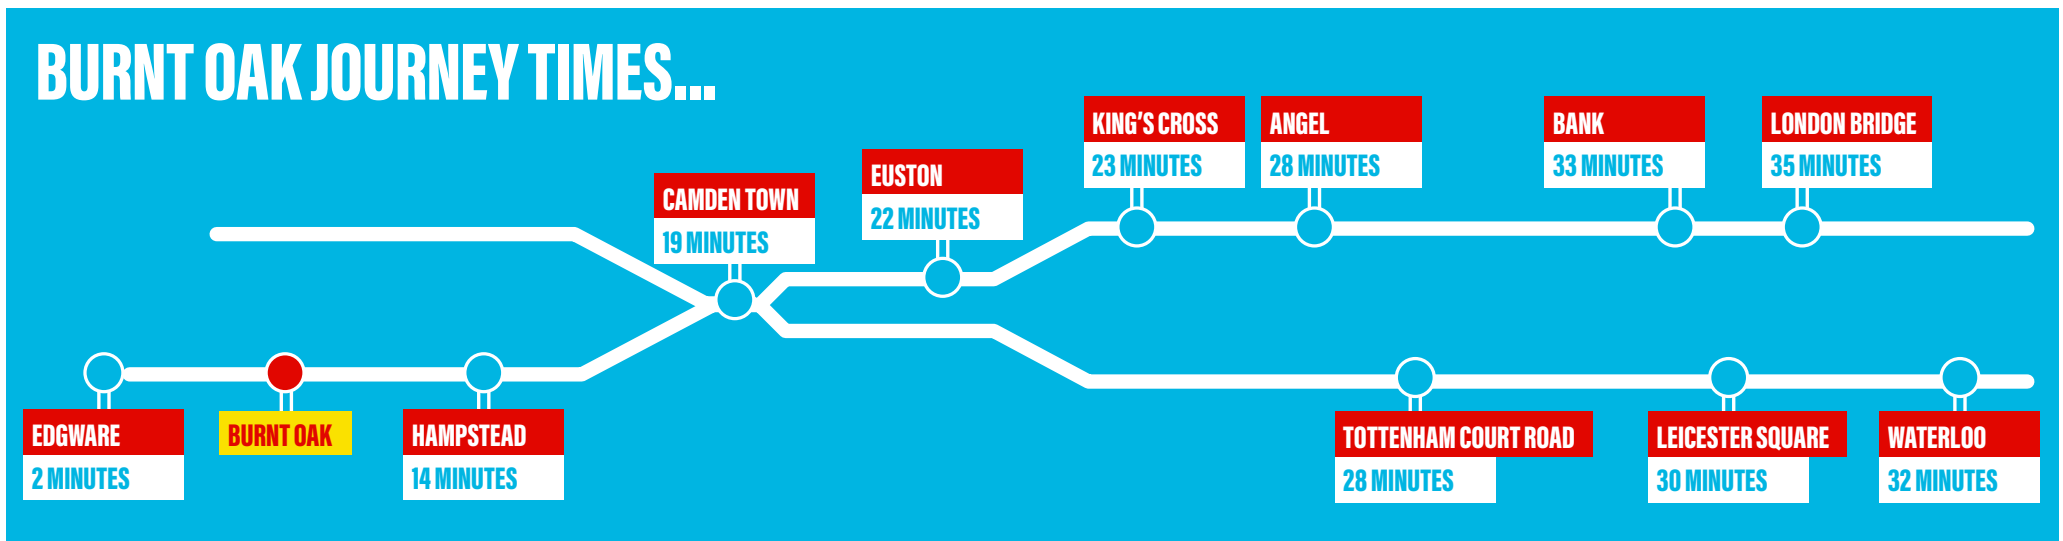 BURNT OAK JOURNEY TIMES...
EDGWARE
2 MINUTES
BURNT OAK
HAMPSTEAD
14 MINUTES
CAMDEN TOWN
19 MINUTES
EUSTON
22 MINUTES
KING'S CROSS
23 MINUTES
ANGEL
28 MINUTES
BANK
33 MINUTES
LONDON BRIDGE
35 MINUTES
TOTTENHAM COURT ROAD
28 MINUTES
LEICESTER SQUARE
30 MINUTES
WATERLOO
32 MINUTES